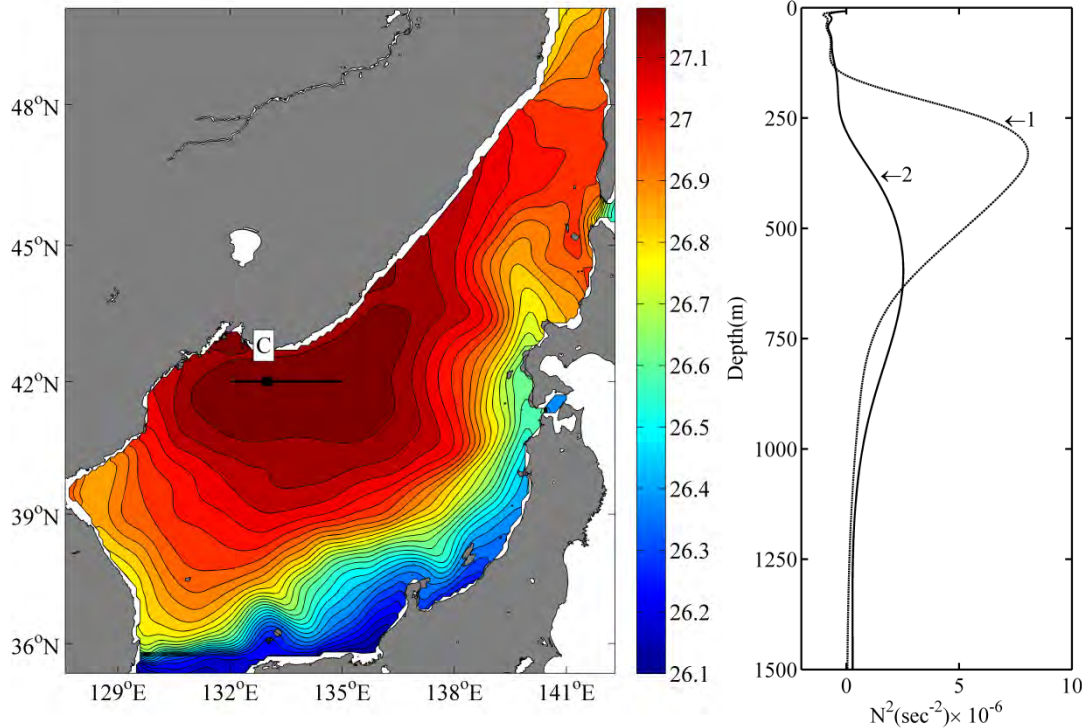 48°N
45°N
42°N
39°N
36°N
129°E
132°E
135°E
138°E
141°E
C
27.1
27
26.9
26.8
26.7
26.6
26.5
26.4
26.3
26.2
26.1
0
250
500
750
1000
1250
1500
Depth(m)
←1
←2
0
5
10
N²(sec⁻²)× 10⁻⁶